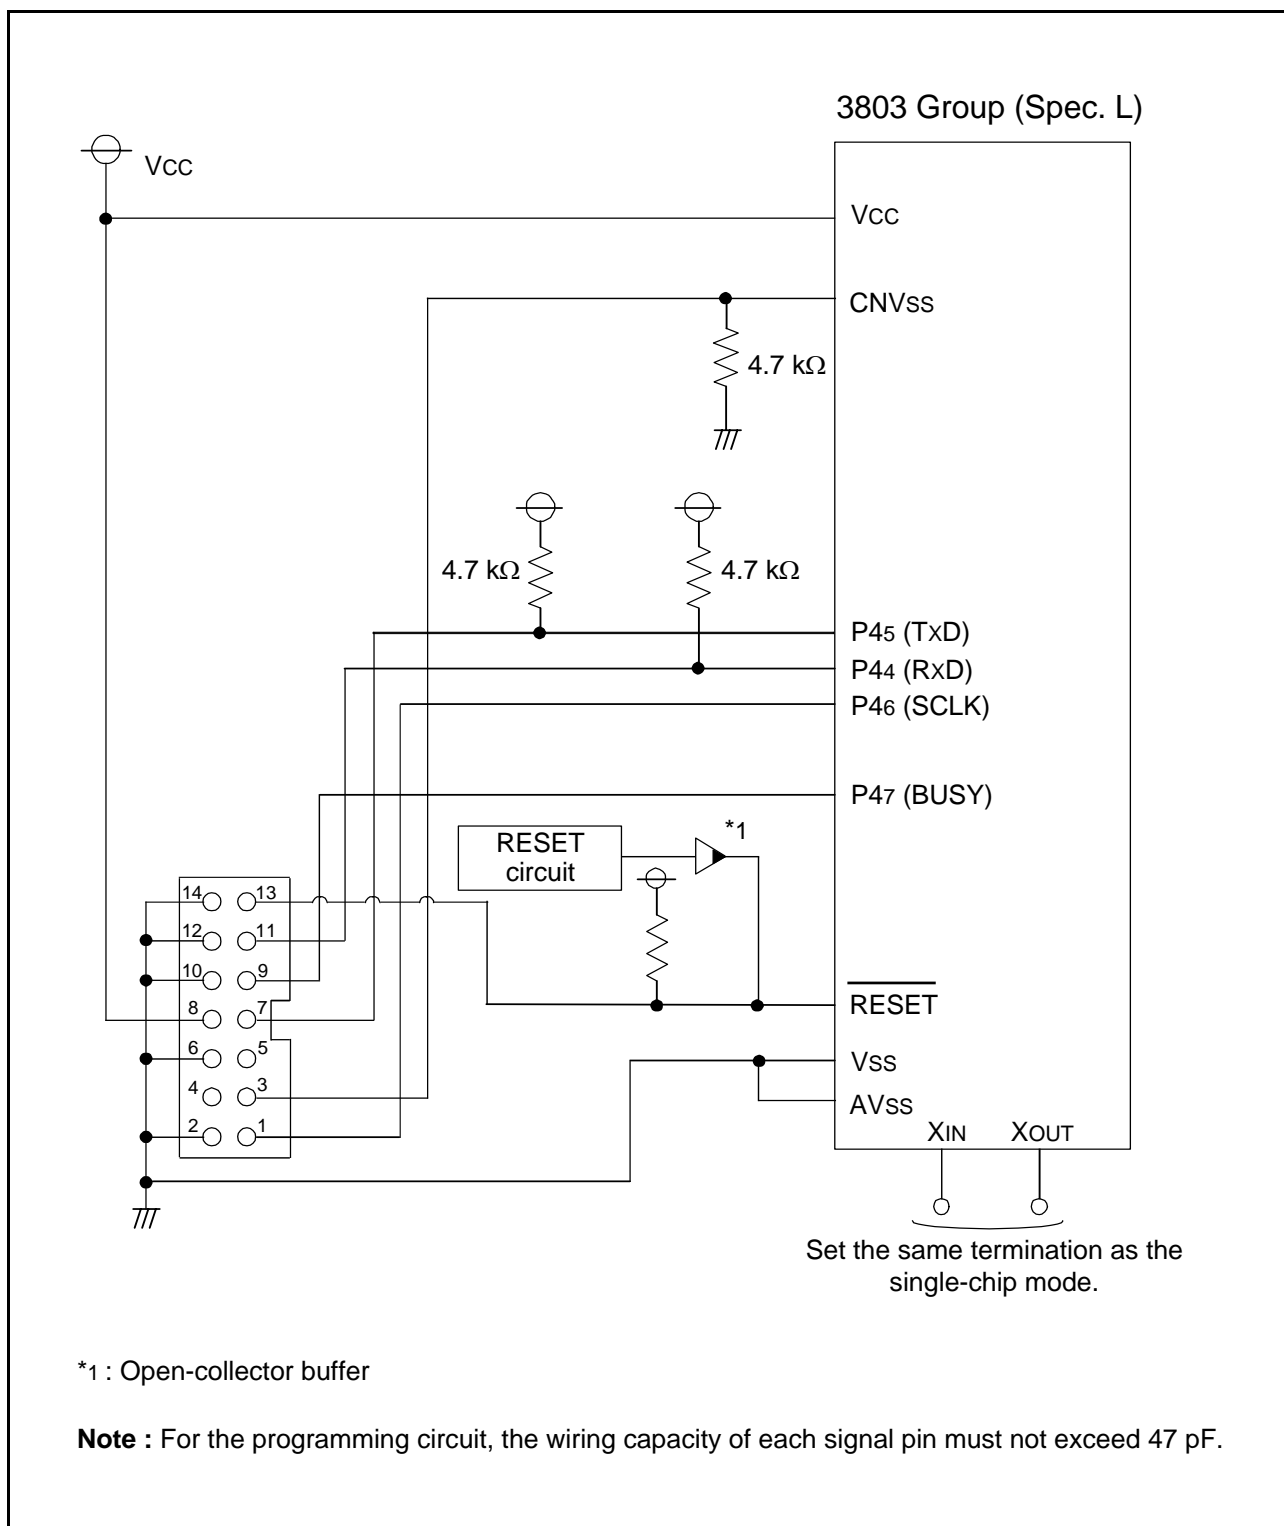 3803 Group (Spec. L)
VCC
VCC
CNVSS
4.7 kΩ
4.7 kΩ
4.7 kΩ
P45 (TXD)
P44 (RXD)
P46 (SCLK)
P47 (BUSY)
*1
RESET
circuit
14 13
12 11
10 9
8 7
6 5
4 3
2 1
RESET
VSS
AVSS
XIN XOUT
Set the same termination as the
single-chip mode.
*1 : Open-collector buffer
Note : For the programming circuit, the wiring capacity of each signal pin must not exceed 47 pF.